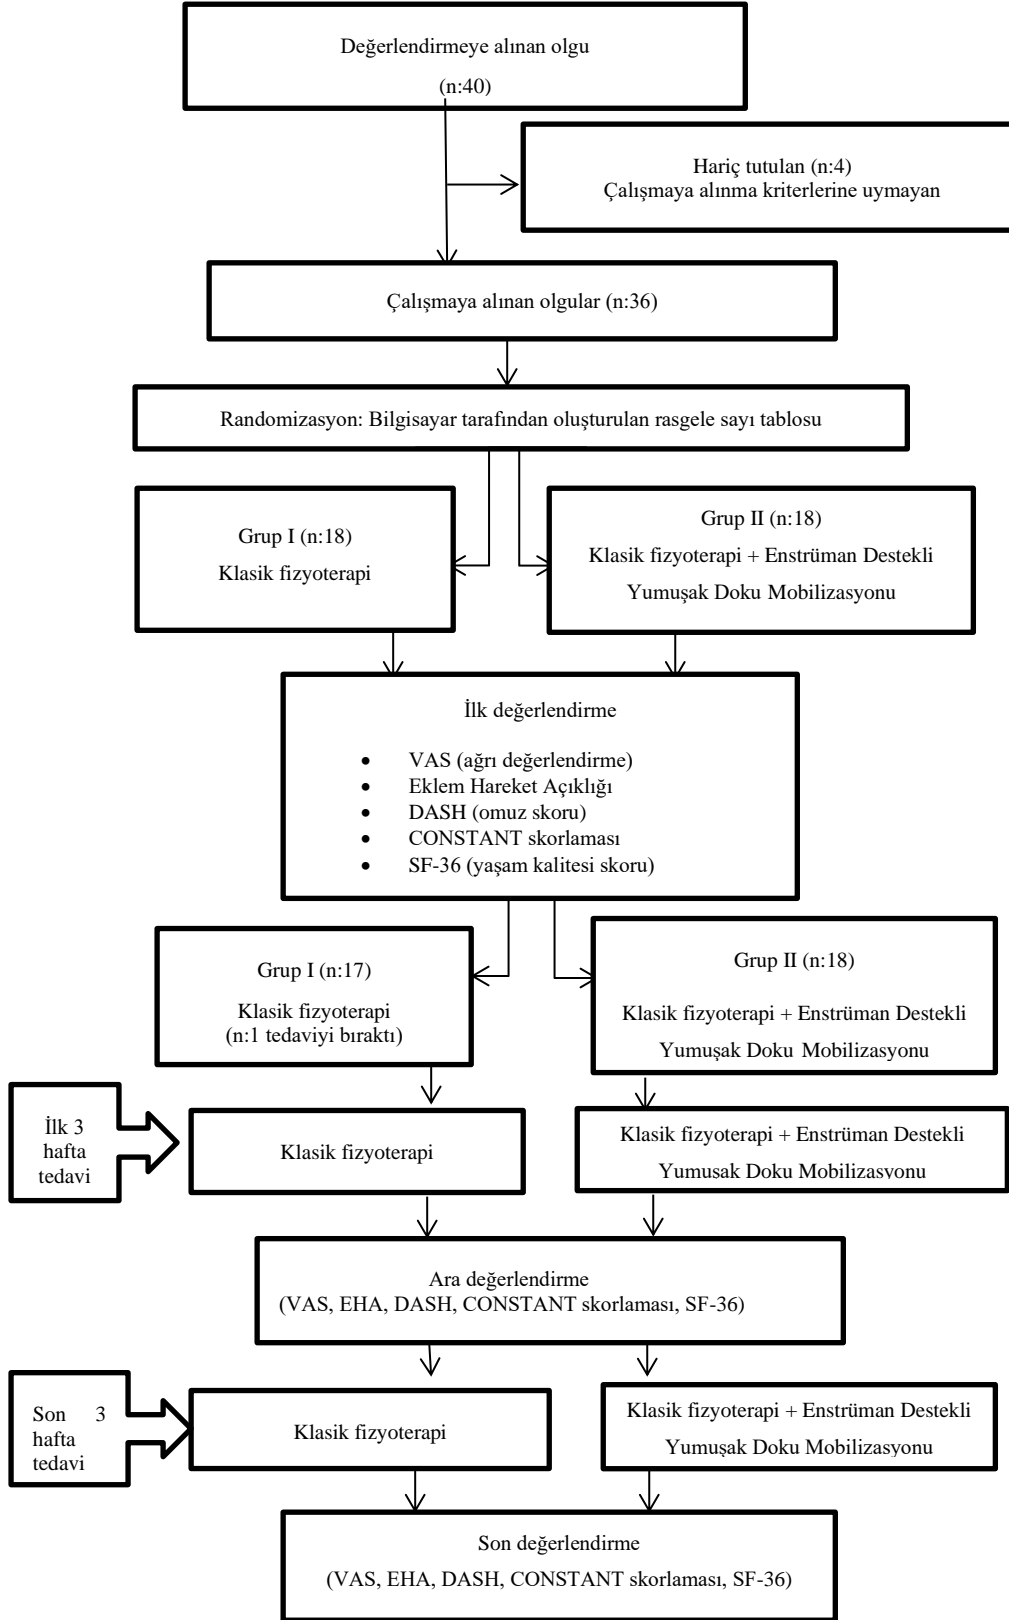 Değerlendirmeye alınan olgu
(n:40)
Hariç tutulan (n:4)
Çalışmaya alınma kriterlerine uymayan
Çalışmaya alınan olgular (n:36)
Randomizasyon: Bilgisayar tarafından oluşturulan rasgele sayı tablosu
Grup I (n:18)
Klasik fizyoterapi
Grup II (n:18)
Klasik fizyoterapi + Enstrüman Destekli
Yumuşak Doku Mobilizasyonu
İlk değerlendirme
• VAS (ağrı değerlendirme)
• Eklem Hareket Açıklığı
• DASH (omuz skoru)
• CONSTANT skorlaması
• SF-36 (yaşam kalitesi skoru)
Grup I (n:17)
Klasik fizyoterapi
(n:1 tedaviyi bıraktı)
Grup II (n:18)
Klasik fizyoterapi + Enstrüman Destekli
Yumuşak Doku Mobilizasyonu
İlk 3
hafta
tedavi
Klasik fizyoterapi
Klasik fizyoterapi + Enstrüman Destekli
Yumusak Doku Mobilizasyonu
Ara değerlendirme
(VAS, EHA, DASH, CONSTANT skorlaması, SF-36)
Son 3
hafta
tedavi
Klasik fizyoterapi
Klasik fizyoterapi + Enstrüman Destekli
Yumuşak Doku Mobilizasyonu
Son değerlendirme
(VAS, EHA, DASH, CONSTANT skorlaması, SF-36)